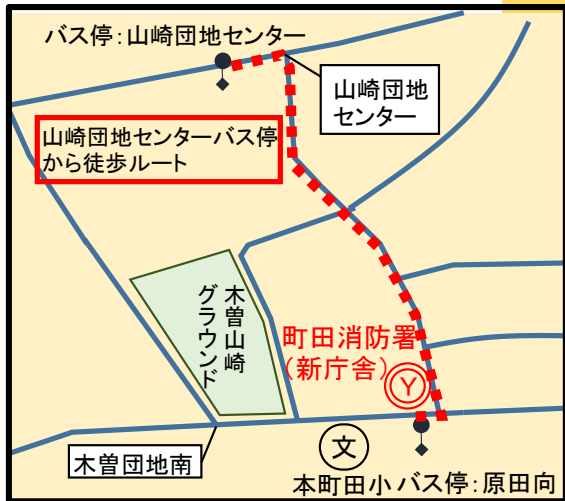 バス停:山崎団地センター
山崎団地
センター
山崎団地センターバス停
から徒歩ルート
木曽山崎
グラウンド
町田消防署
(新庁舎)
Y
文
木曽団地南
本町田小
バス停:原田向